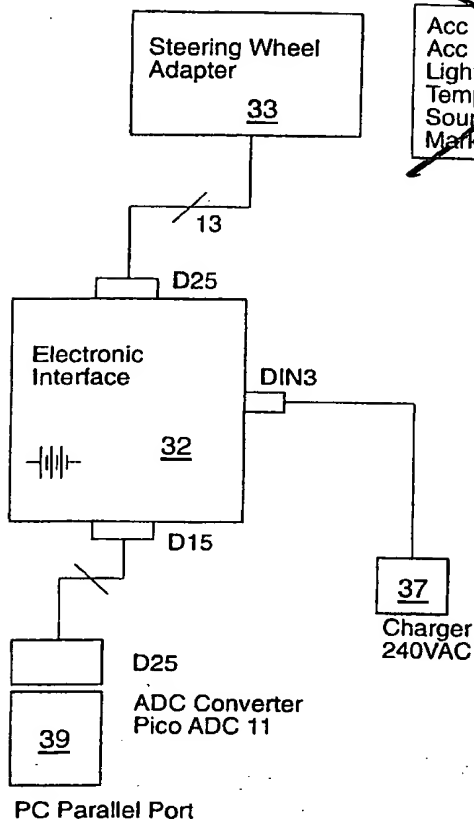 Steering Wheel
Adapter
33
Acc
Acc
13
D25
Electronic
Interface
DIN3
32
D15
37
Charger
240VAC
D25
ADC Converter
Pico ADC 11
39
PC Parallel Port